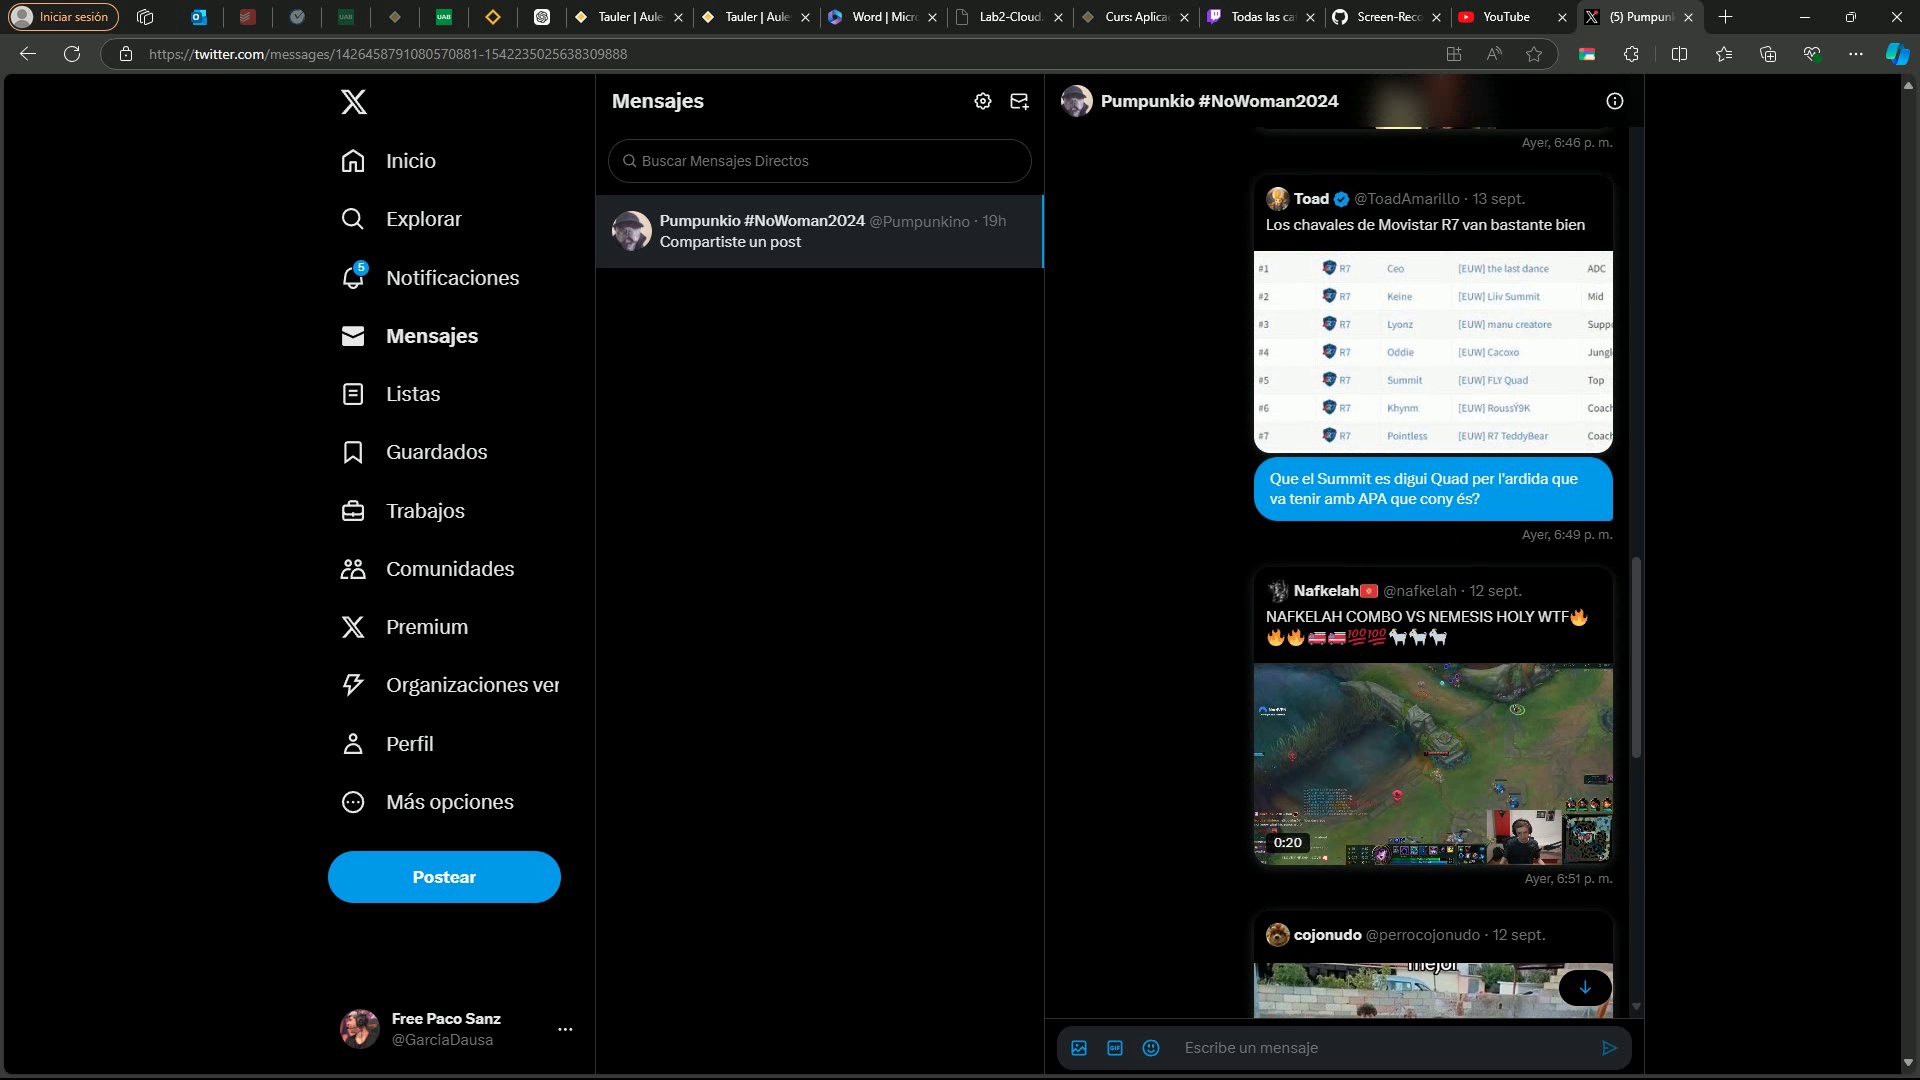 Iniciar sesión
Tauler | Aule
Tauler | Aule
Word | Micr
Lab2-Cloud
Curs: Aplica
Todas las ca
Screen-Reco
YouTube
(5) Pumpun
https://twitter.com/messages/1426458791080570881-1542235025638309888
Inicio
Explorar
5
Notificaciones
Mensajes
Listas
Guardados
Trabajos
Comunidades
Premium
Organizaciones ver
Perfil
Más opciones
Postear
Free Paco Sanz
@GarciaDausa
Mensajes
Buscar Mensajes Directos
Pumpunkio #NoWoman2024 @Pumpunkino · 19h
Compartiste un post
Pumpunkio #NoWoman2024
Ayer, 6:46 p. m.
Toad @ToadAmarillo · 13 sept.
Los chavales de Movistar R7 van bastante bien
#1 R7 Ceo [EUW] the last dance ADC
#2 R7 Keine [EUW] Liiv Summit Mid
#3 R7 Lyonz [EUW] manu creatore Suppo
#4 R7 Oddie [EUW] Cacoxo Jungl
#5 R7 Summit [EUW] FLY Quad Top
#6 R7 Khynm [EUW] RoussŸ9K Coach
#7 R7 Pointless [EUW] R7 TeddyBear Coach
Que el Summit es digui Quad per l'ardida que
va tenir amb APA que cony és?
Ayer, 6:49 p. m.
Nafkelah @nafkelah · 12 sept.
NAFKELAH COMBO VS NEMESIS HOLY WTF🔥
🔥🔥🚒🚒💯💯🐐🐐🐐
0:20
Ayer, 6:51 p. m.
cojonudo @perrocojonudo · 12 sept.
mejor
GIF
Escribe un mensaje